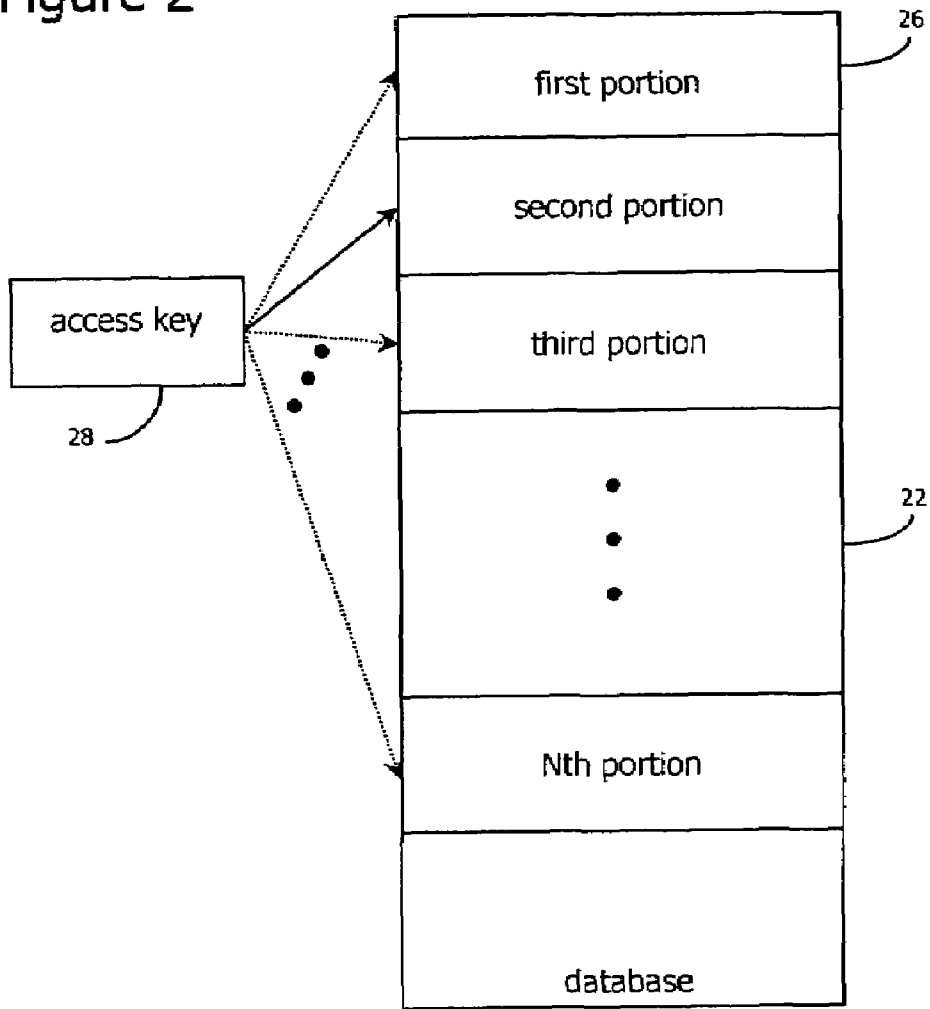 Figure 2
26
first portion
second portion
access key
third portion
28
22
Nth portion
database